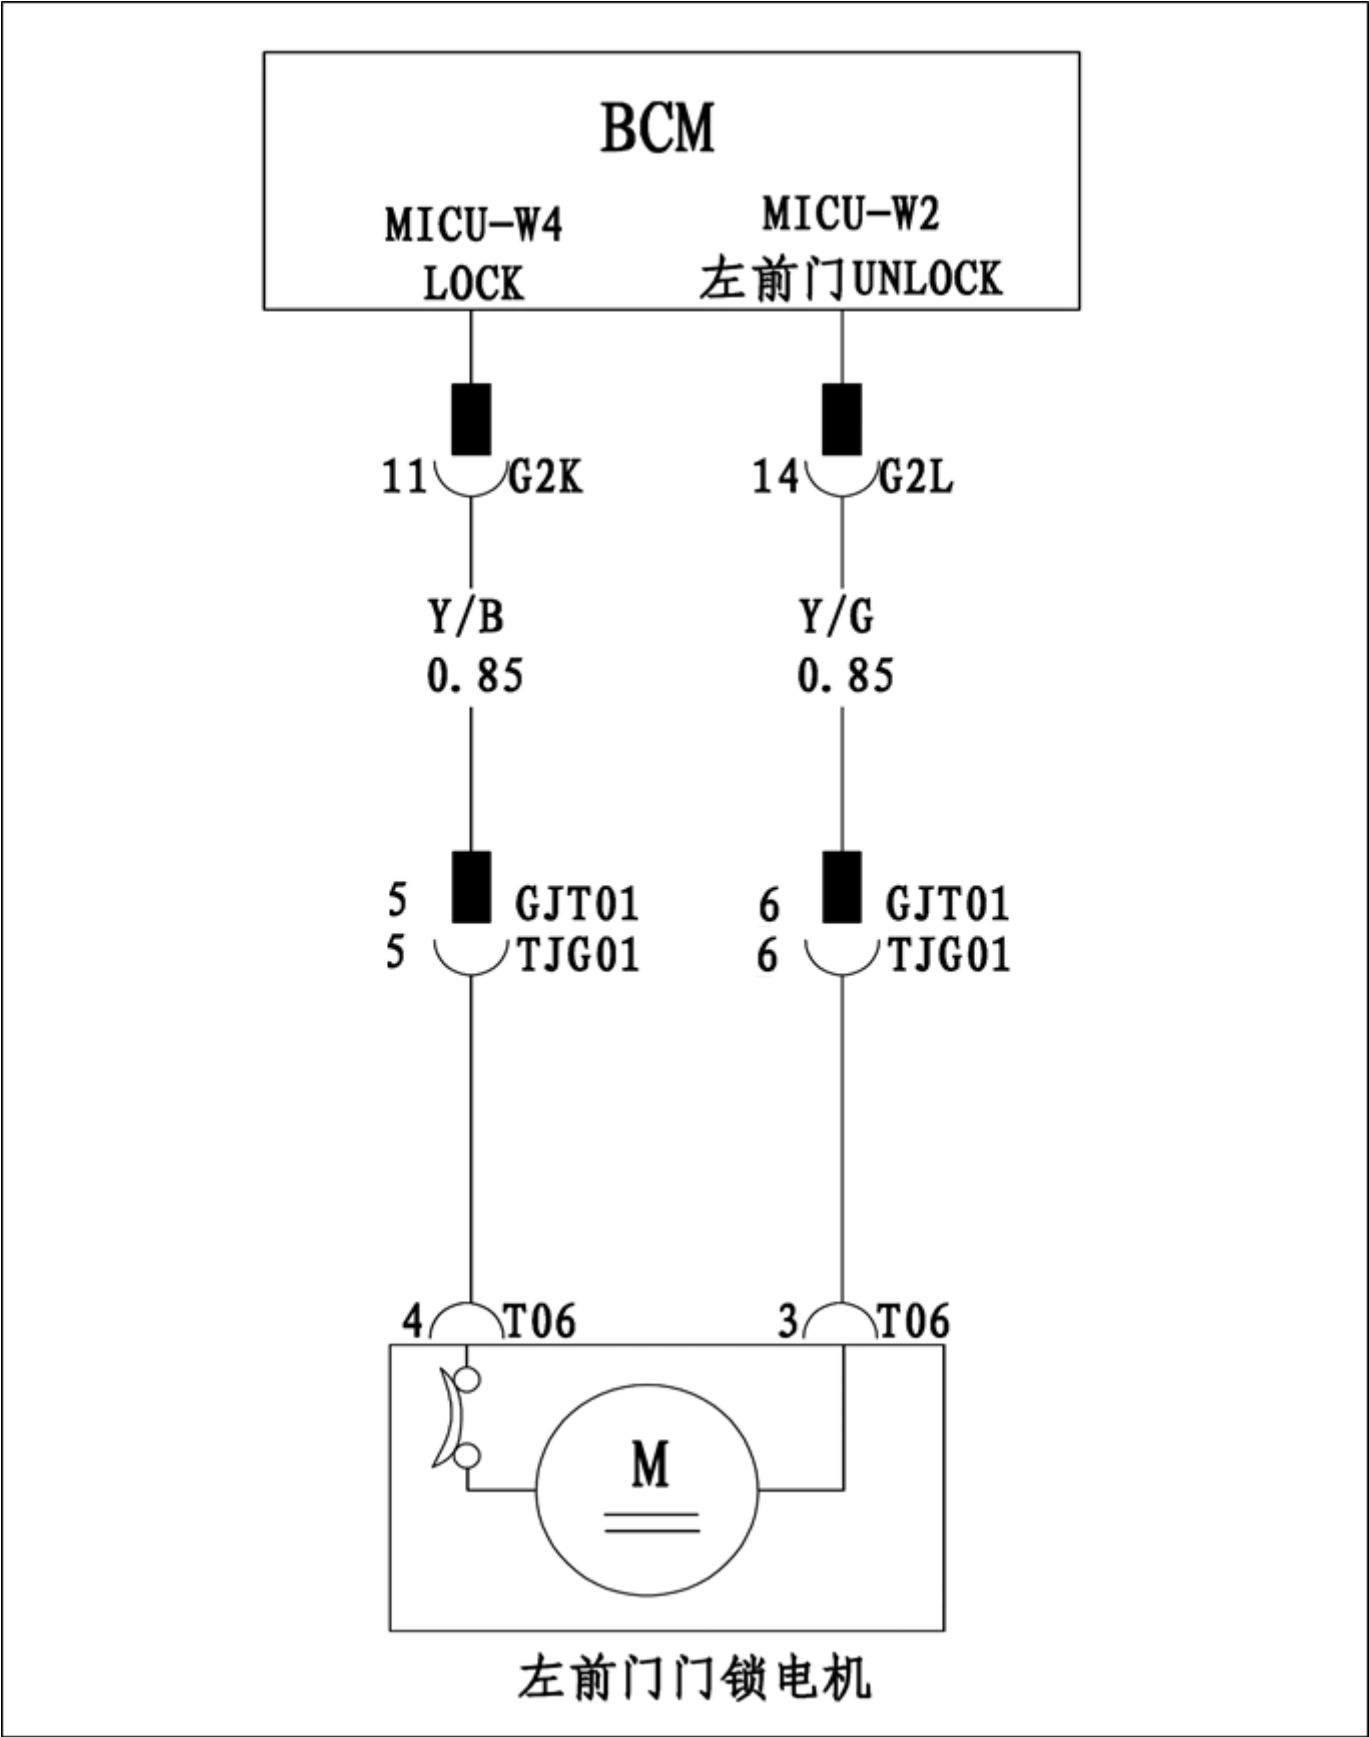 BCM
MICU-W4
MICU-W2
LOCK
左前门UNLOCK
11 G2K
14 G2L
Y/B
Y/G
0.85
0.85
5 GJT01
6 GJT01
5 TJG01
6 TJG01
4 T06
3 T06
M
左前门门锁电机